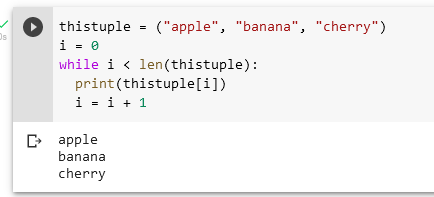 thistuple = ("apple", "banana", "cherry")
i = 0
while i < len(thistuple):
  print(thistuple[i])
  i = i + 1
apple
banana
cherry